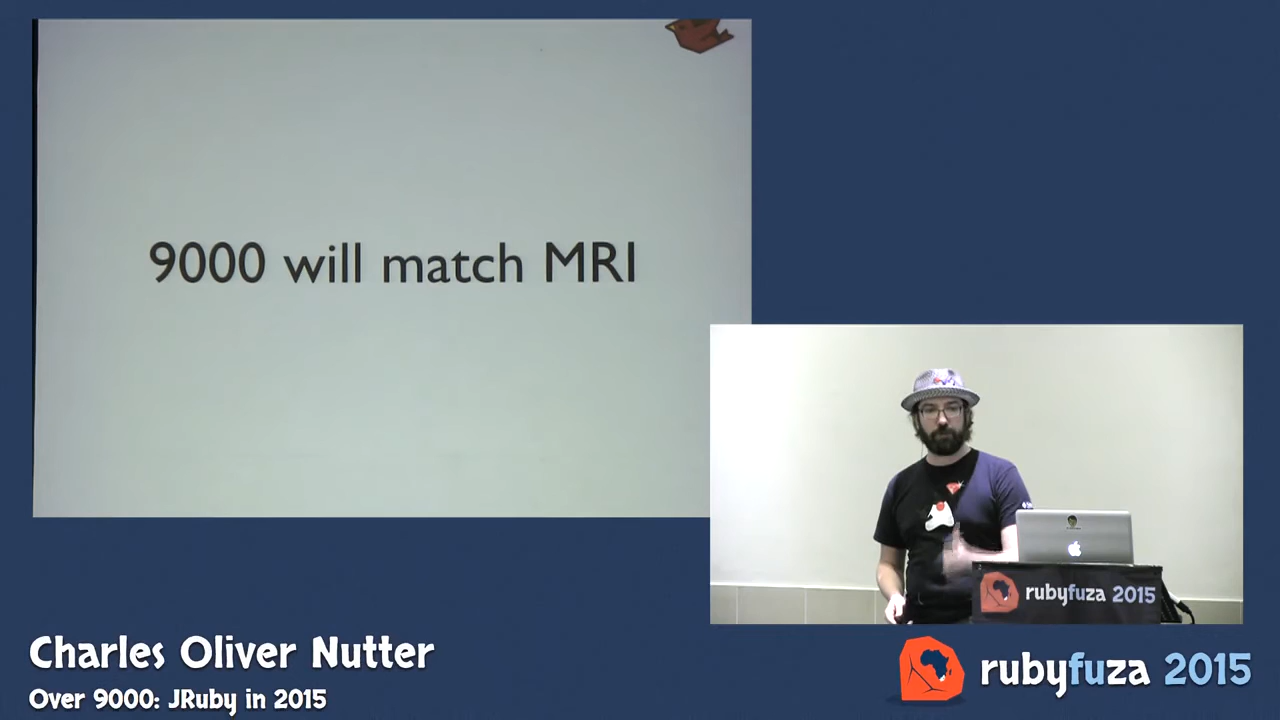 9000 will match MRI
rubyfuza 2015
Charles Oliver Nutter
Over 9000: JRuby in 2015
rubyfuza 2015